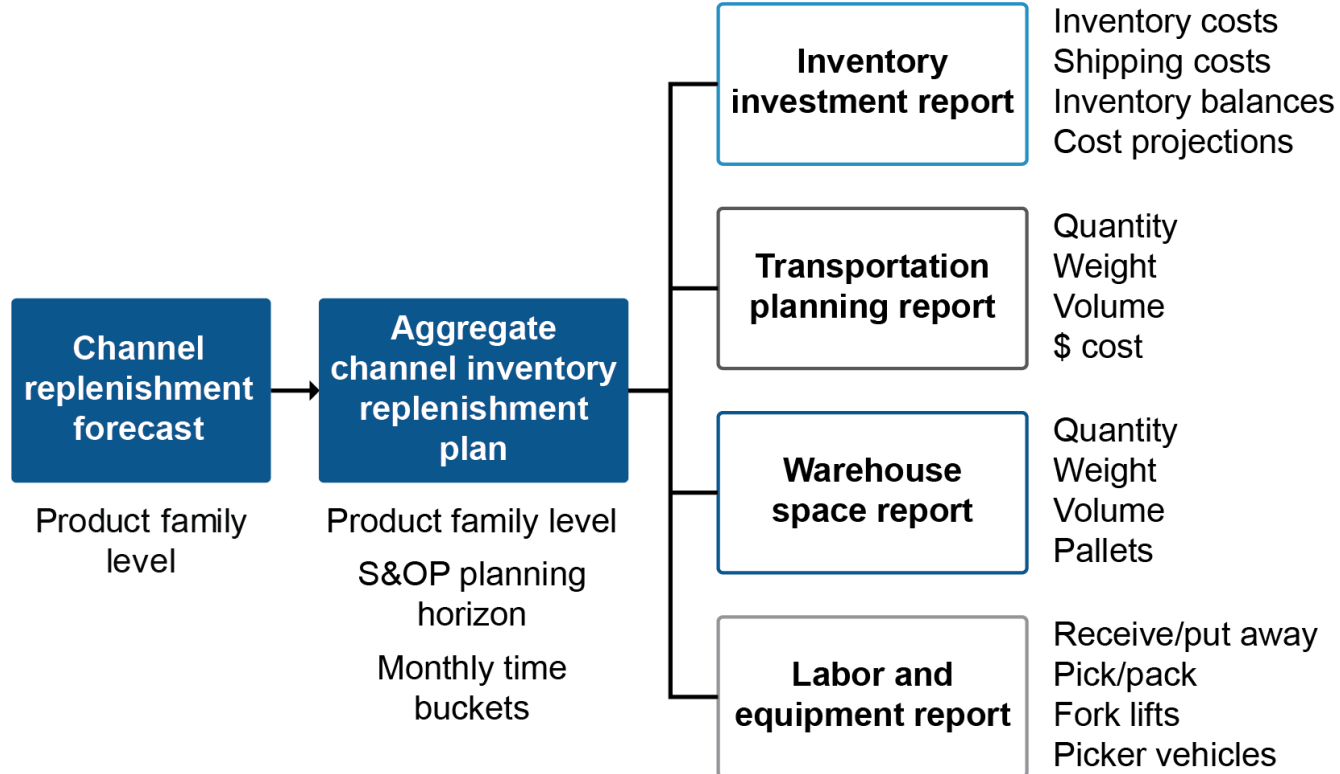 Channel
replenishment
forecast
Product family
level
Aggregate
channel inventory
replenishment
plan
Product family level
S&OP planning
horizon
Monthly time
buckets
Inventory
investment report
Inventory costs
Shipping costs
Inventory balances
Cost projections
Transportation
planning report
Quantity
Weight
Volume
$ cost
Warehouse
space report
Quantity
Weight
Volume
Pallets
Labor and
equipment report
Receive/put away
Pick/pack
Fork lifts
Picker vehicles